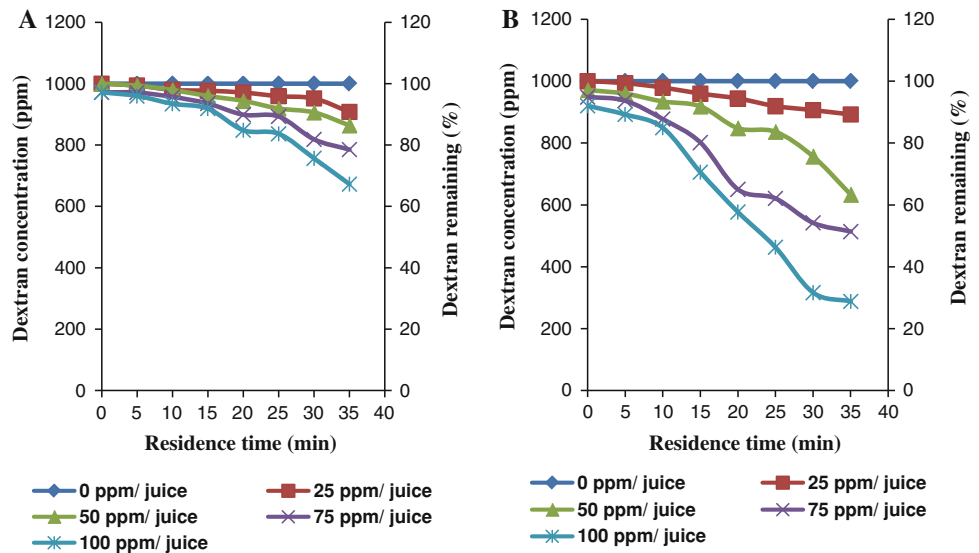 A
Dextran concentration (ppm)
1200
1000
800
600
400
200
0
0 5 10 15 20 25 30 35 40
Residence time (min)
120
100
80
60
40
20
0
Dextran remaining (%)
0 ppm/ juice 25 ppm/ juice
50 ppm/ juice 75 ppm/ juice
100 ppm/ juice
B
Dextran concentration (ppm)
1200
1000
800
600
400
200
0
0 5 10 15 20 25 30 35 40
Residence time (min)
120
100
80
60
40
20
0
Dextran remaining (%)
0 ppm/ juice 25 ppm/ juice
50 ppm/ juice 75 ppm/ juice
100 ppm/ juice